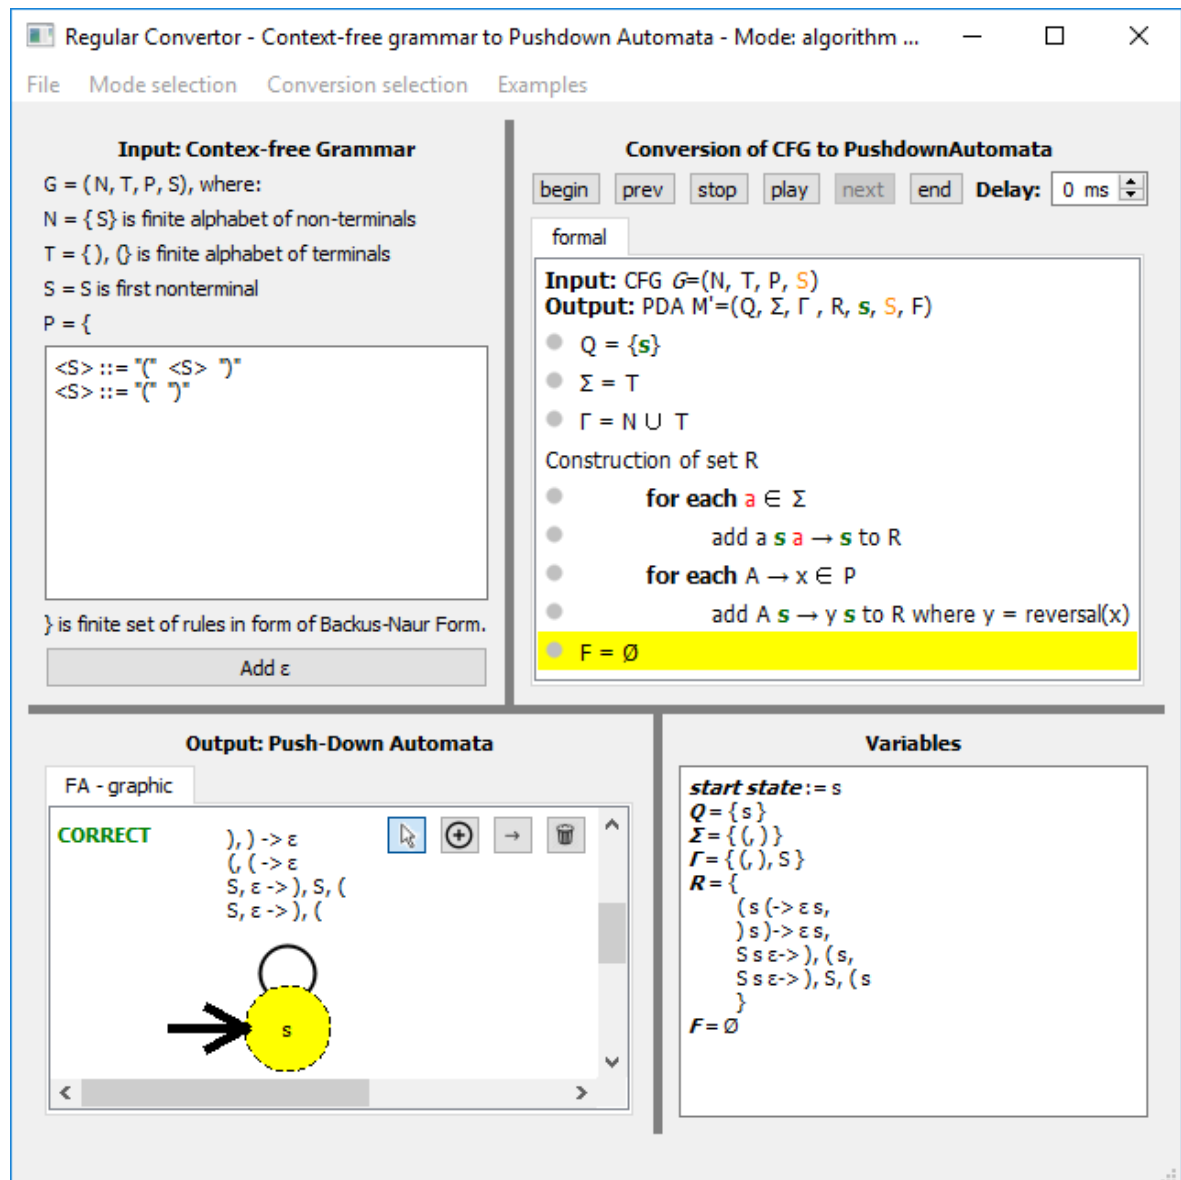 Regular Convertor - Context-free grammar to Pushdown Automata - Mode: algorithm ...
File Mode selection Conversion selection Examples
Input: Contex-free Grammar
G = (N, T, P, S), where:
N = { S} is finite alphabet of non-terminals
T = { ), (} is finite alphabet of terminals
S = S is first nonterminal
P = {
<S> ::= "(" <S> ")"
<S> ::= "(" ")"
} is finite set of rules in form of Backus-Naur Form.
Add ε
Conversion of CFG to PushdownAutomata
begin prev stop play next end Delay: 0 ms
formal
Input: CFG G=(N, T, P, S)
Output: PDA M'=(Q, Σ, Γ , R, s, S, F)
Q = {s}
Σ = T
Γ = N ∪ T
Construction of set R
for each a ∈ Σ
add a s a → s to R
for each A → x ∈ P
add A s → y s to R where y = reversal(x)
F = Ø
Output: Push-Down Automata
FA - graphic
CORRECT
), ) -> ε
(, ( -> ε
S, ε -> ), S, (
S, ε -> ), (
s
Variables
start state := s
Q = { s }
Σ = { (, ) }
Γ = { (, ), S }
R = {
( s (-> ε s,
) s )-> ε s,
S s ε-> ), ( s,
S s ε-> ), S, ( s
}
F = Ø